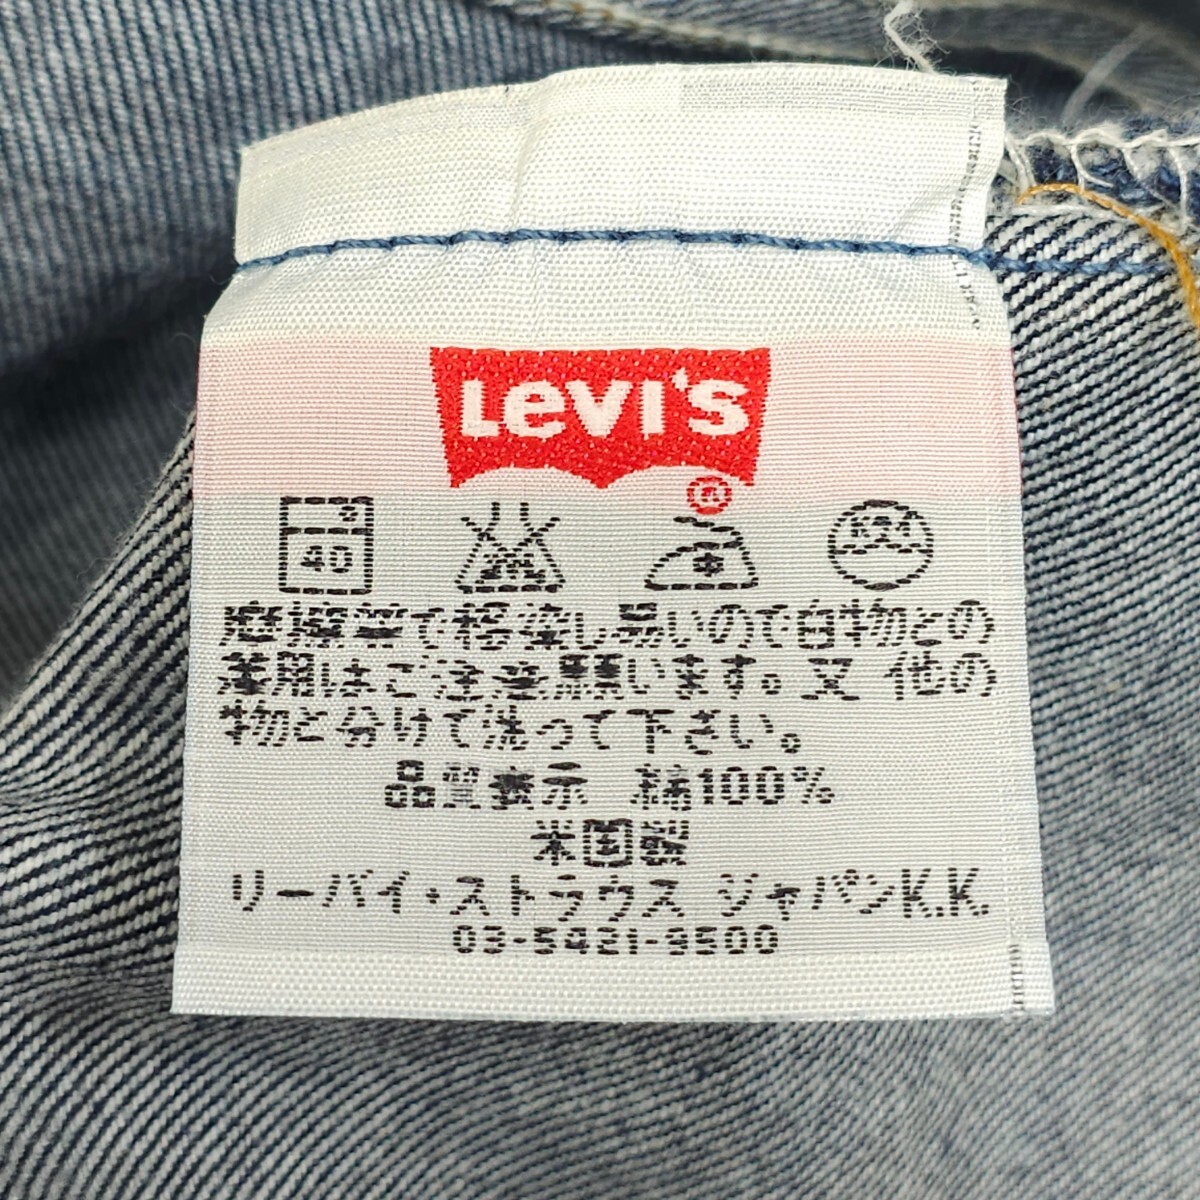 Levi's
®
40
摩擦等で移染し易いので白物との
着用はご注意願います。又 他の
物と分けて洗って下さい。
品質表示 綿100%
米国製
リーバイ・ストラウス ジャパンK.K.
03-5421-9500